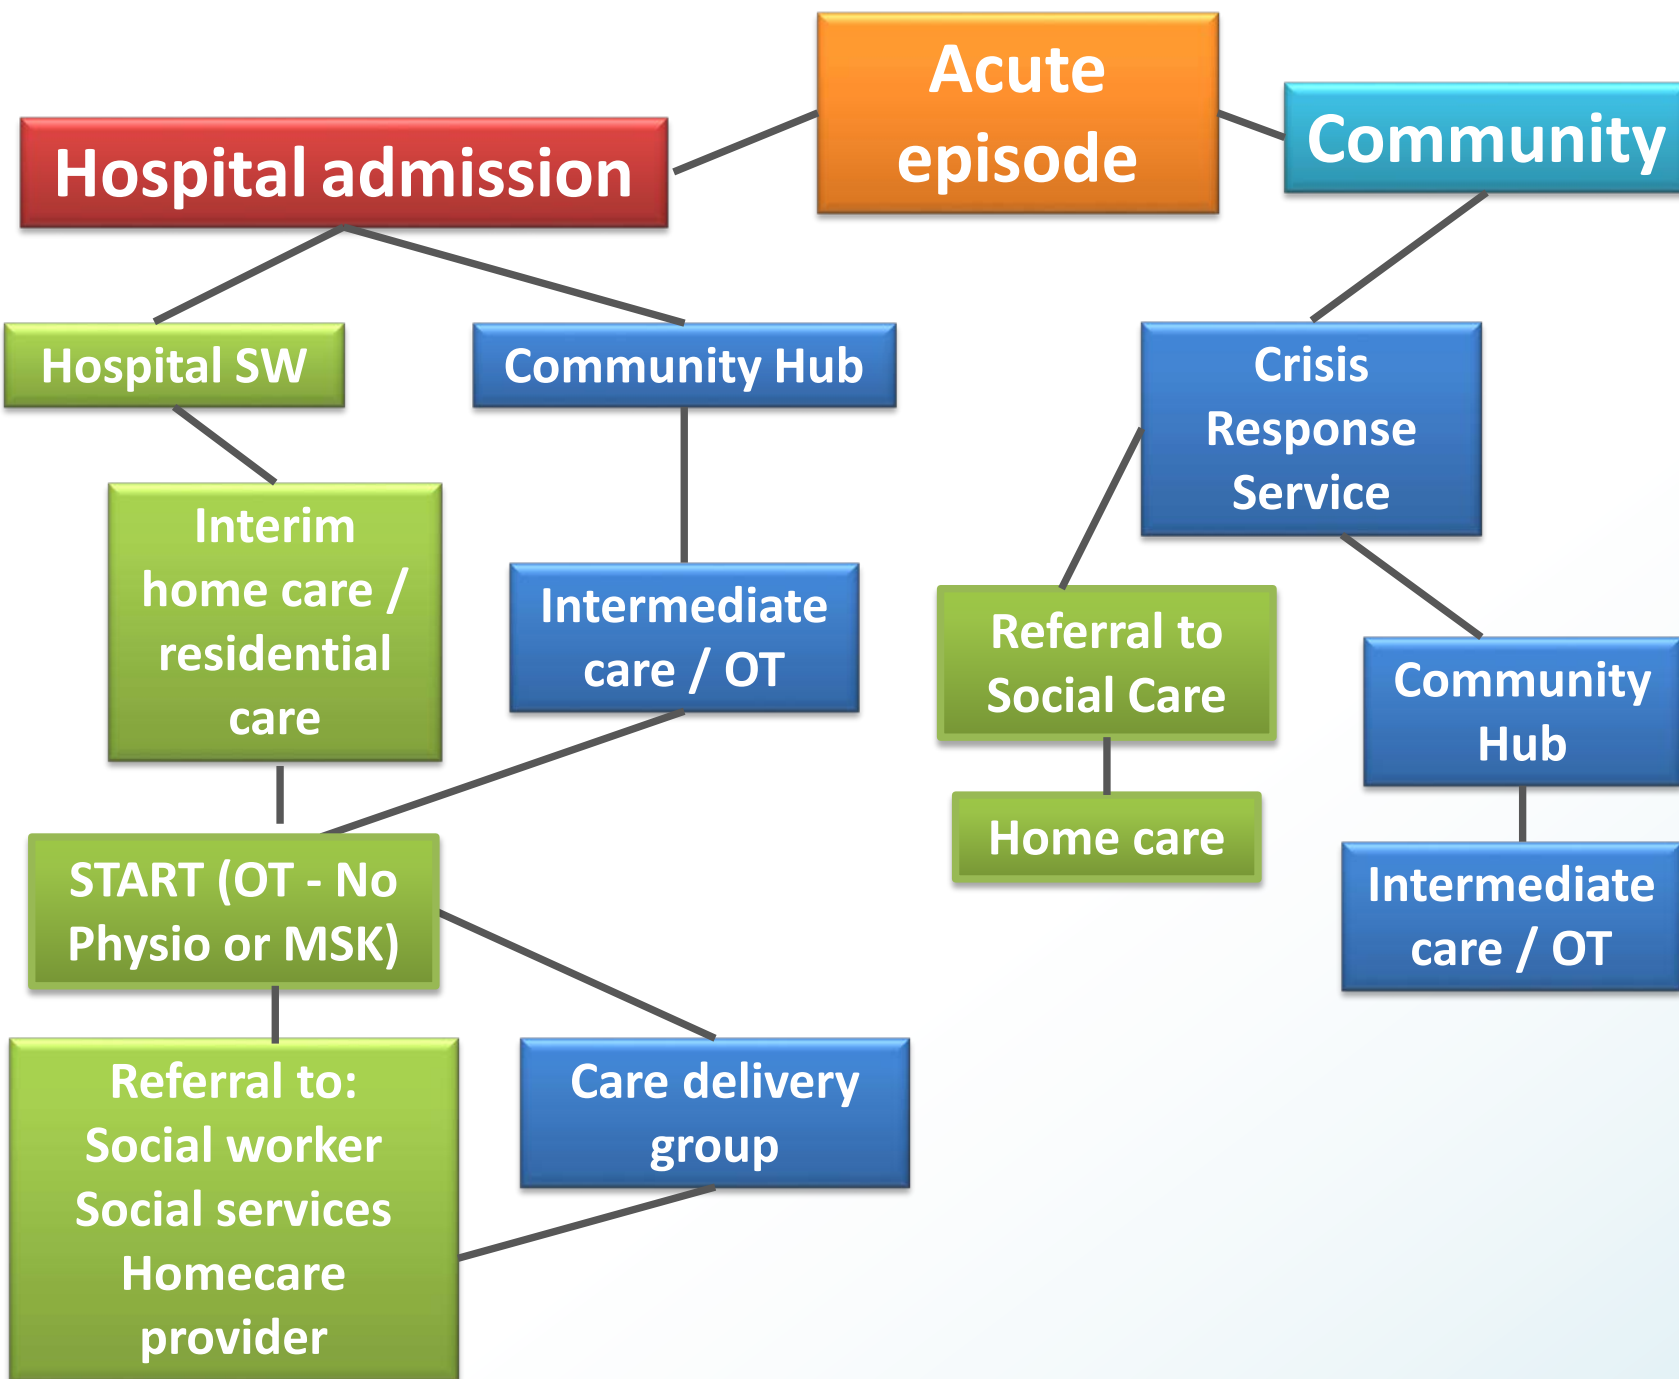 Acute
episode
Hospital admission
Community
Hospital SW
Community Hub
Crisis
Response
Service
Interim
home care /
residential
care
Intermediate
care / OT
Referral to
Social Care
Community
Hub
Home care
Intermediate
care / OT
START (OT - No
Physio or MSK)
Referral to:
Social worker
Social services
Homecare
provider
Care delivery
group